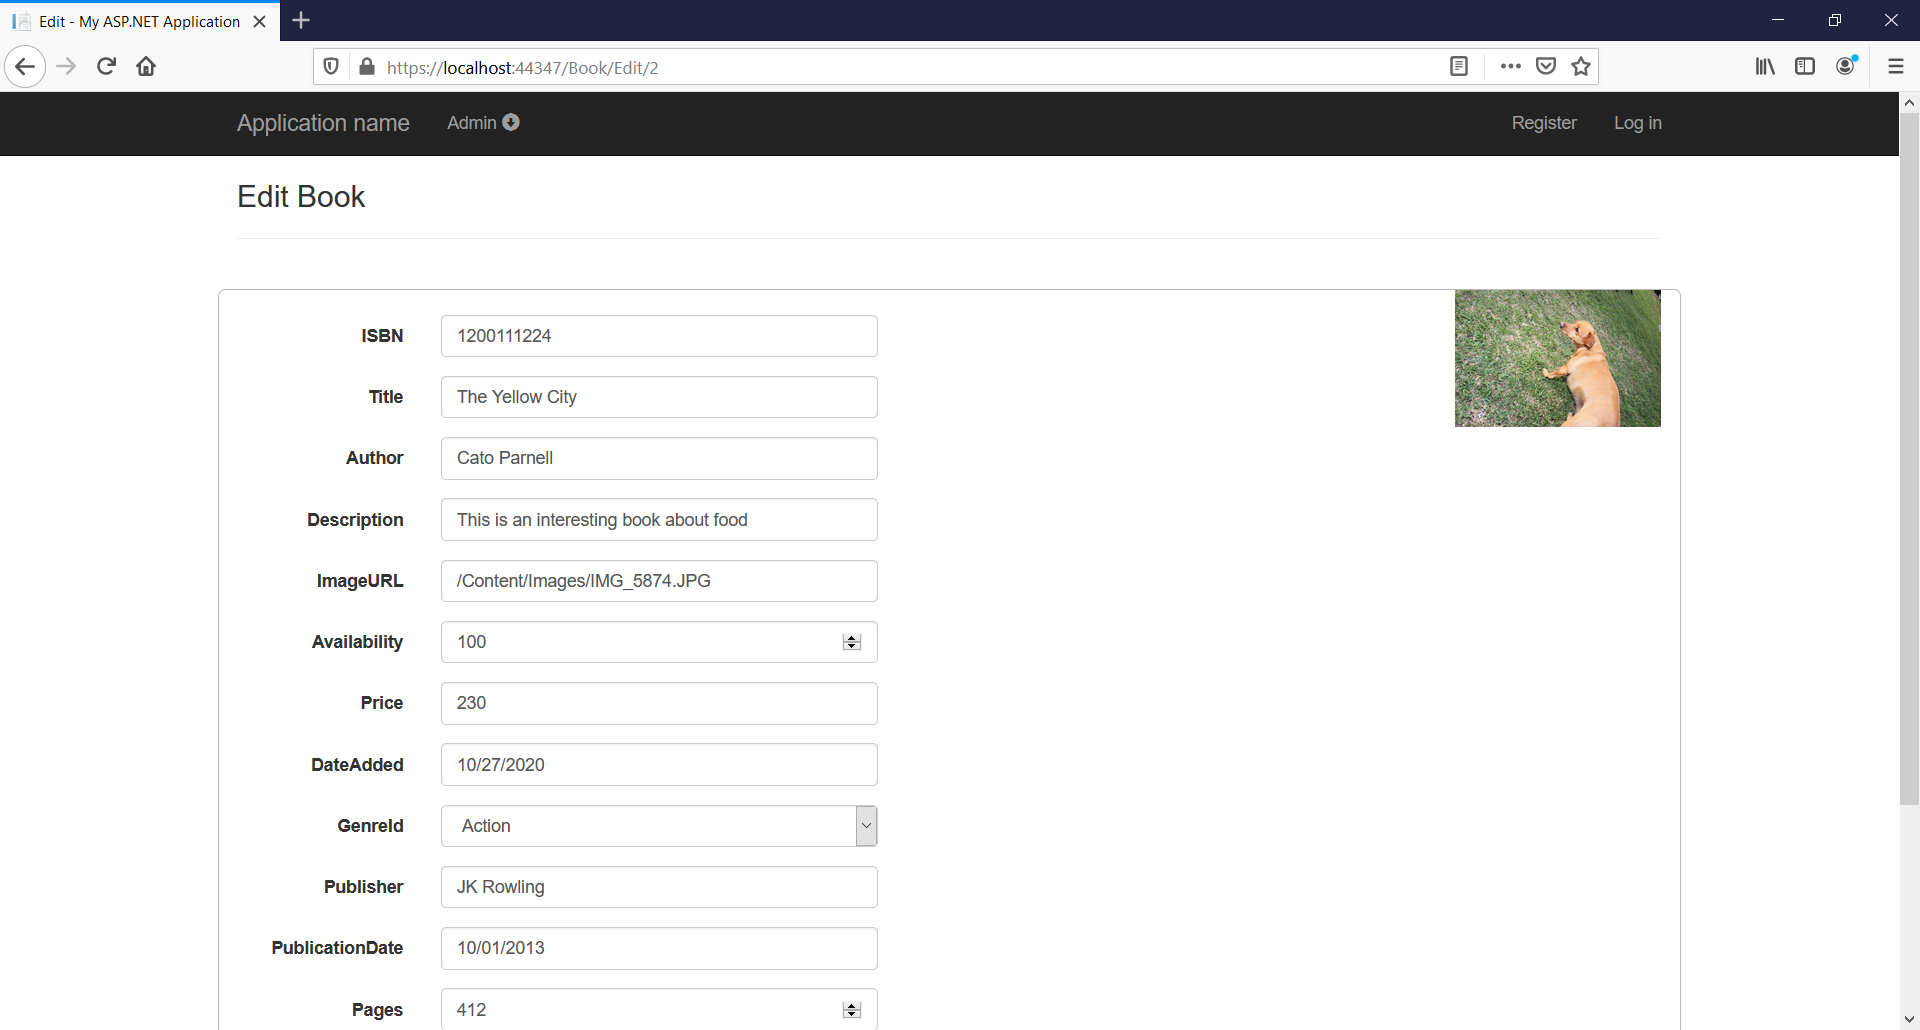 Edit - My ASP.NET Application
https://localhost:44347/Book/Edit/2
Application name Admin Register Log in
Edit Book
ISBN 1200111224
Title The Yellow City
Author Cato Parnell
Description This is an interesting book about food
ImageURL /Content/Images/IMG_5874.JPG
Availability 100
Price 230
DateAdded 10/27/2020
GenreId Action
Publisher JK Rowling
PublicationDate 10/01/2013
Pages 412